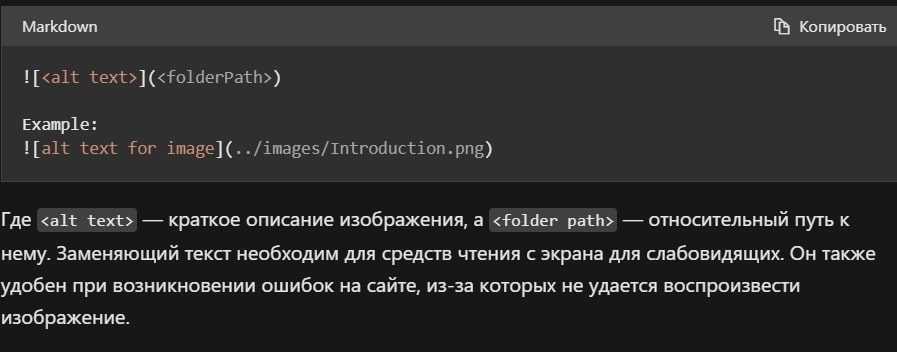 Markdown
Копировать
![<alt text>](<folderPath>)
Example:
![alt text for image](../images/Introduction.png)
Где <alt text> — краткое описание изображения, а <folder path> — относительный путь к
нему. Заменяющий текст необходим для средств чтения с экрана для слабовидящих. Он также
удобен при возникновении ошибок на сайте, из-за которых не удается воспроизвести
изображение.